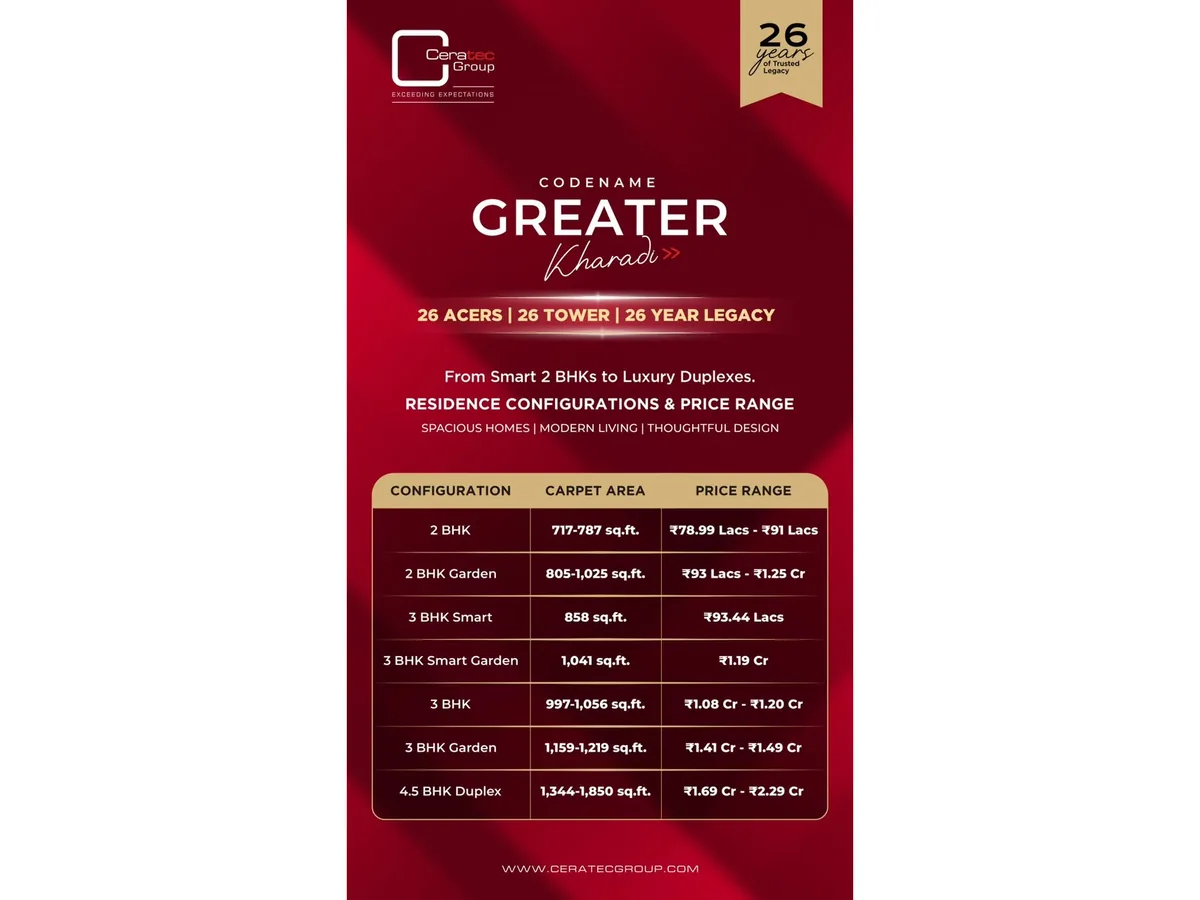 Ceratec
Group
EXCEEDING EXPECTATIONS
26
years
of Trusted
Legacy
CODENAME
GREATER
Kharadi
26 ACERS | 26 TOWER | 26 YEAR LEGACY
From Smart 2 BHKs to Luxury Duplexes.
RESIDENCE CONFIGURATIONS & PRICE RANGE
SPACIOUS HOMES | MODERN LIVING | THOUGHTFUL DESIGN
CONFIGURATION CARPET AREA PRICE RANGE
2 BHK 717-787 sq.ft. ₹78.99 Lacs - ₹91 Lacs
2 BHK Garden 805-1,025 sq.ft. ₹93 Lacs - ₹1.25 Cr
3 BHK Smart 858 sq.ft. ₹93.44 Lacs
3 BHK Smart Garden 1,041 sq.ft. ₹1.19 Cr
3 BHK 997-1,056 sq.ft. ₹1.08 Cr - ₹1.20 Cr
3 BHK Garden 1,159-1,219 sq.ft. ₹1.41 Cr - ₹1.49 Cr
4.5 BHK Duplex 1,344-1,850 sq.ft. ₹1.69 Cr - ₹2.29 Cr
WWW.CERATECGROUP.COM